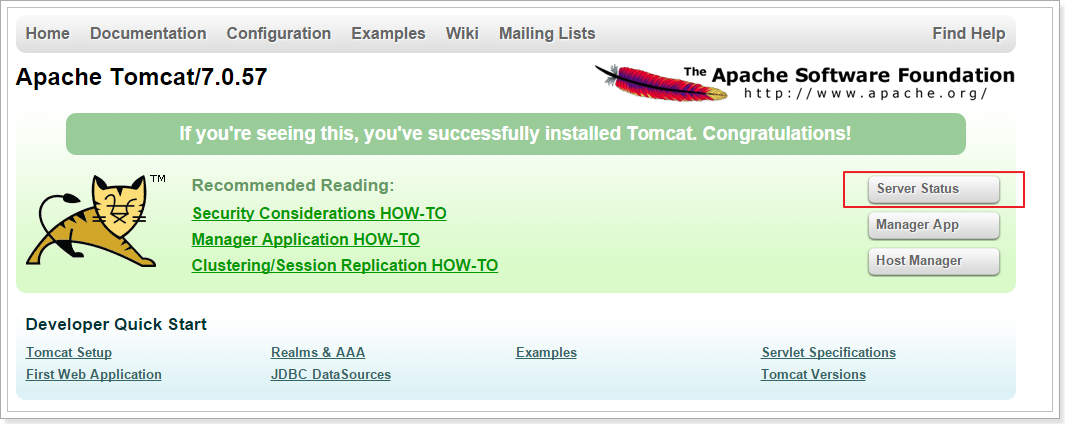 Home Documentation Configuration Examples Wiki Mailing Lists Find Help
Apache Tomcat/7.0.57
The Apache Software Foundation
http://www.apache.org/
If you're seeing this, you've successfully installed Tomcat. Congratulations!
TM
Recommended Reading:
Security Considerations HOW-TO
Manager Application HOW-TO
Clustering/Session Replication HOW-TO
Server Status
Manager App
Host Manager
Developer Quick Start
Tomcat Setup Realms & AAA Examples Servlet Specifications
First Web Application JDBC DataSources Tomcat Versions